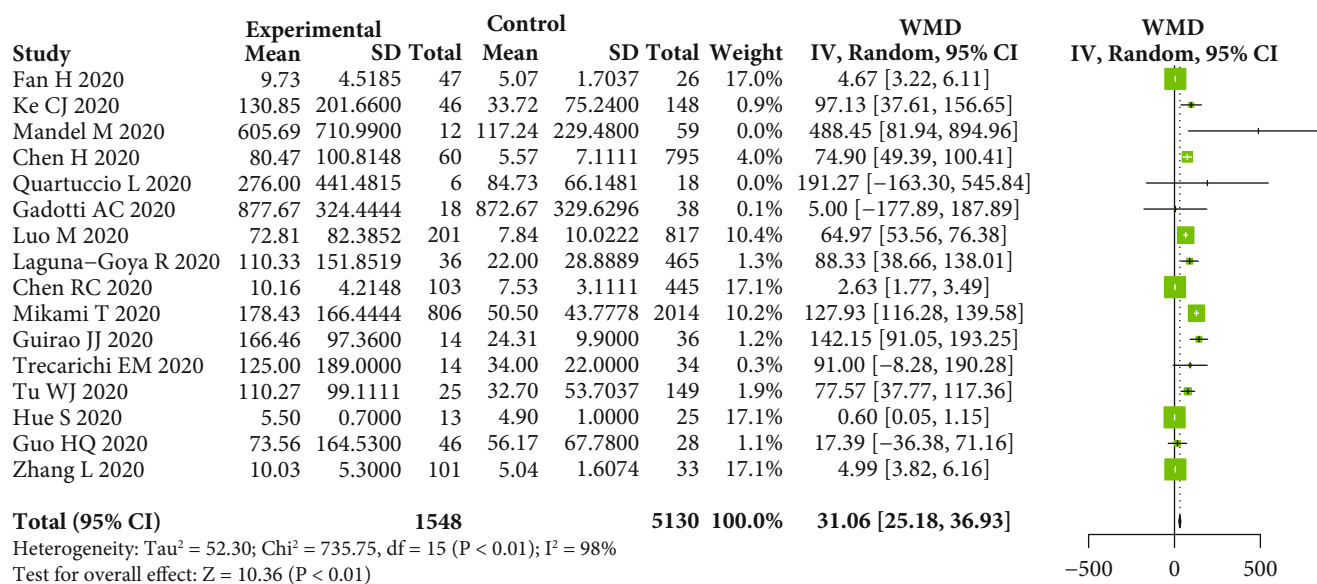 Experimental Control WMD WMD
Study Mean SD Total Mean SD Total Weight IV, Random, 95% CI IV, Random, 95% CI
Fan H 2020 9.73 4.5185 47 5.07 1.7037 26 17.0% 4.67 [3.22, 6.11]
Ke CJ 2020 130.85 201.6600 46 33.72 75.2400 148 0.9% 97.13 [37.61, 156.65]
Mandel M 2020 605.69 710.9900 12 117.24 229.4800 59 0.0% 488.45 [81.94, 894.96]
Chen H 2020 80.47 100.8148 60 5.57 7.1111 795 4.0% 74.90 [49.39, 100.41]
Quartuccio L 2020 276.00 441.4815 6 84.73 66.1481 18 0.0% 191.27 [−163.30, 545.84]
Gadotti AC 2020 877.67 324.4444 18 872.67 329.6296 38 0.1% 5.00 [−177.89, 187.89]
Luo M 2020 72.81 82.3852 201 7.84 10.0222 817 10.4% 64.97 [53.56, 76.38]
Laguna−Goya R 2020 110.33 151.8519 36 22.00 28.8889 465 1.3% 88.33 [38.66, 138.01]
Chen RC 2020 10.16 4.2148 103 7.53 3.1111 445 17.1% 2.63 [1.77, 3.49]
Mikami T 2020 178.43 166.4444 806 50.50 43.7778 2014 10.2% 127.93 [116.28, 139.58]
Guirao JJ 2020 166.46 97.3600 14 24.31 9.9000 36 1.2% 142.15 [91.05, 193.25]
Trecarichi EM 2020 125.00 189.0000 14 34.00 22.0000 34 0.3% 91.00 [−8.28, 190.28]
Tu WJ 2020 110.27 99.1111 25 32.70 53.7037 149 1.9% 77.57 [37.77, 117.36]
Hue S 2020 5.50 0.7000 13 4.90 1.0000 25 17.1% 0.60 [0.05, 1.15]
Guo HQ 2020 73.56 164.5300 46 56.17 67.7800 28 1.1% 17.39 [−36.38, 71.16]
Zhang L 2020 10.03 5.3000 101 5.04 1.6074 33 17.1% 4.99 [3.82, 6.16]
Total (95% CI) 1548 5130 100.0% 31.06 [25.18, 36.93]
Heterogeneity: Tau² = 52.30; Chi² = 735.75, df = 15 (P < 0.01); I² = 98%
Test for overall effect: Z = 10.36 (P < 0.01)
−500 0 500